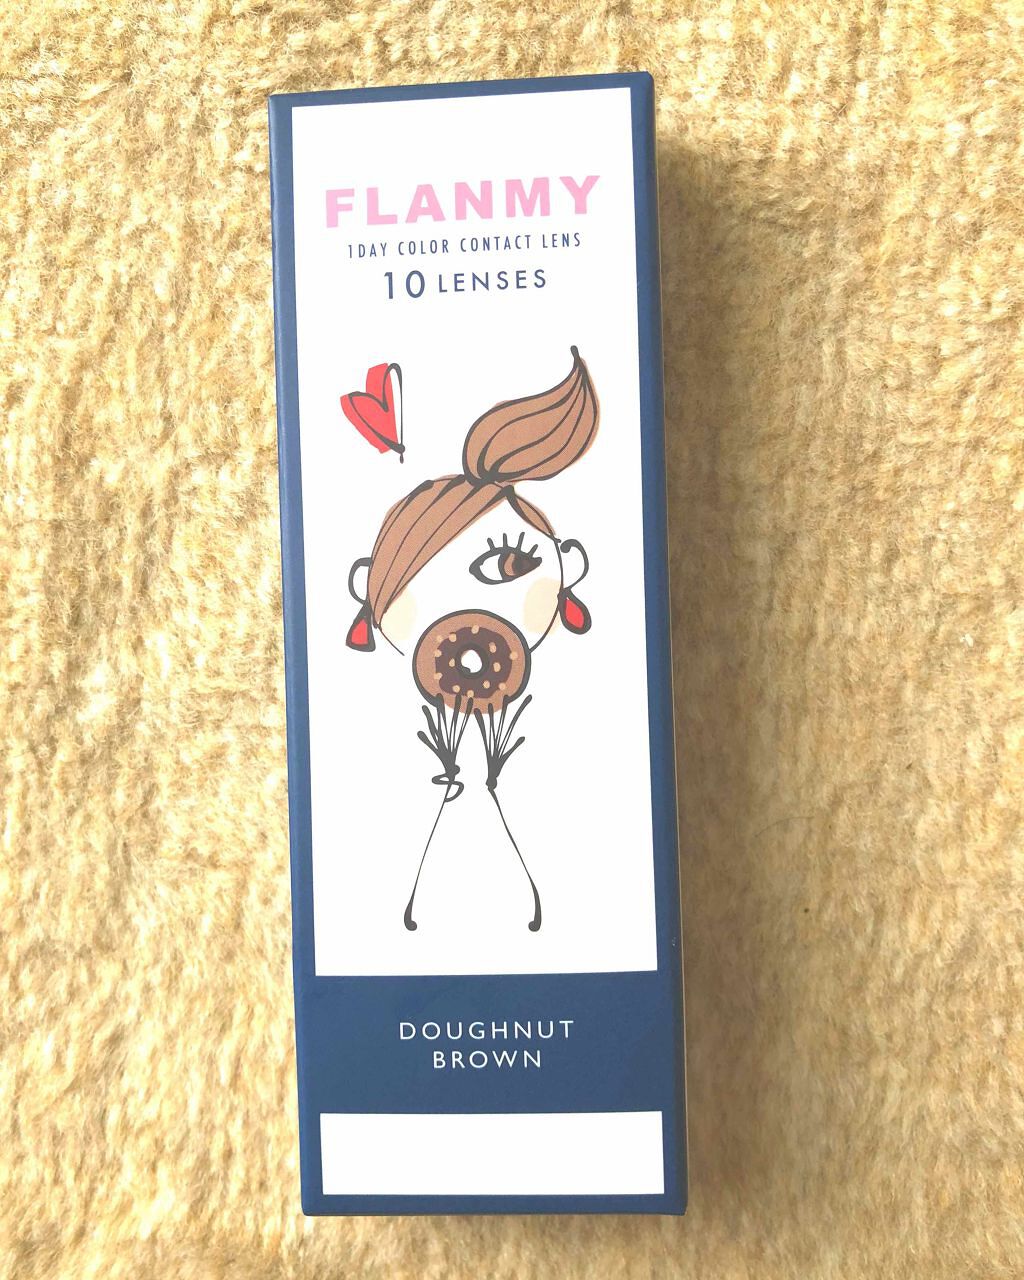 FLANMY
1DAY COLOR CONTACT LENS
10 LENSES
DOUGHNUT
BROWN